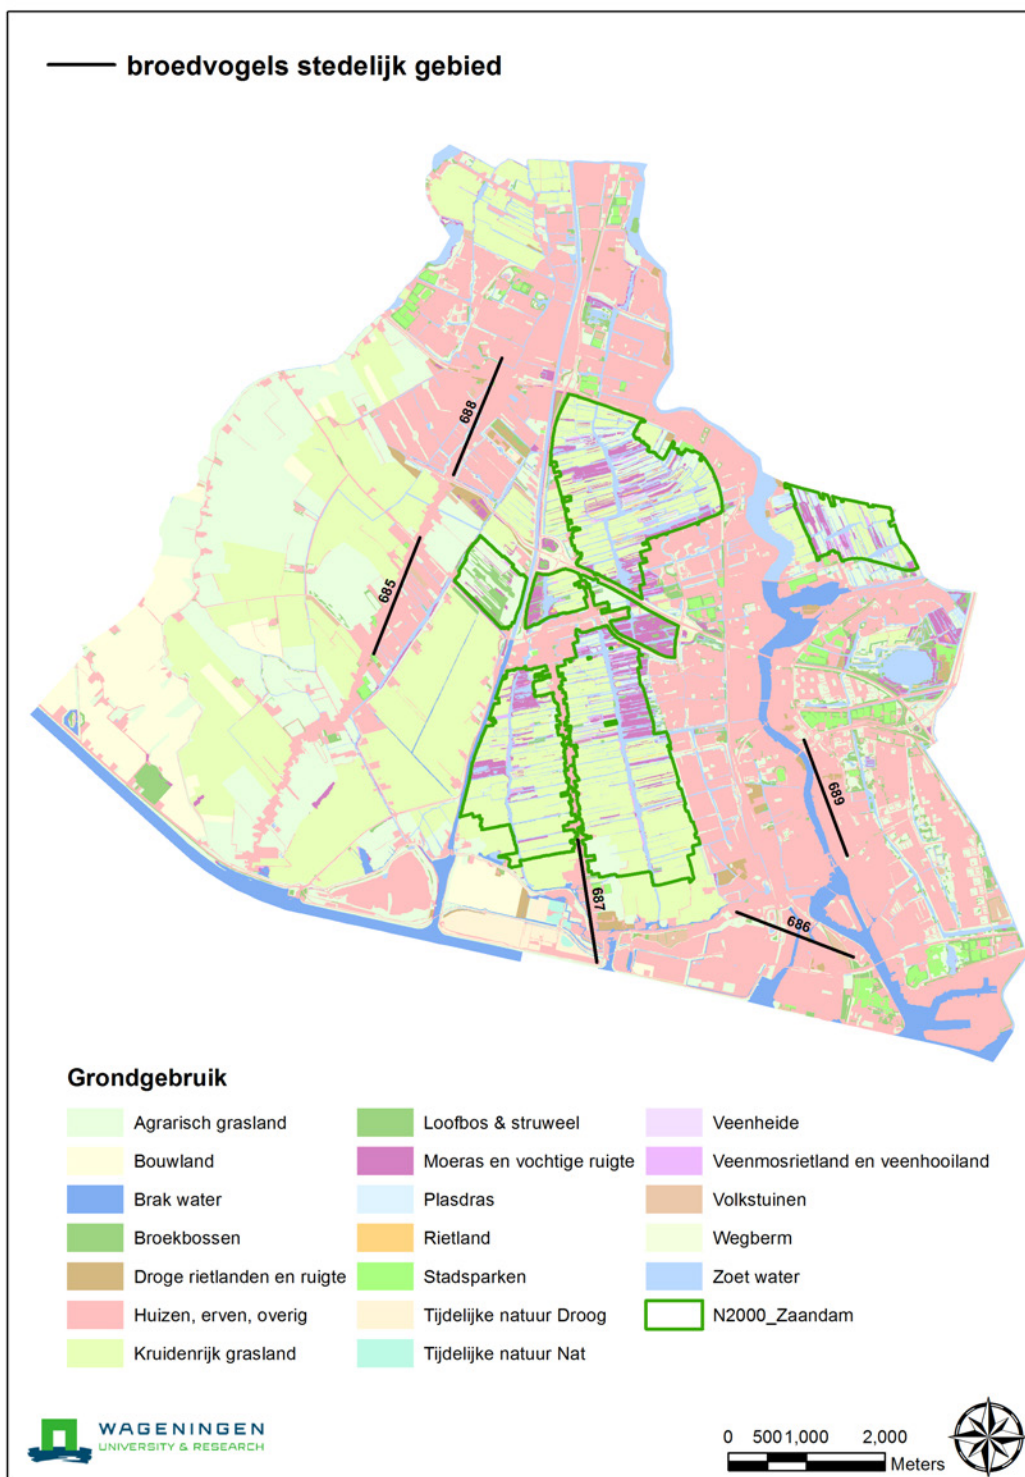 broedvogels stedelijk gebied
688
685
689
687
686
Grondgebruik
Agrarisch grasland
Bouwland
Brak water
Broekbossen
Droge rietlanden en ruigte
Huizen, erven, overig
Kruidenrijk grasland
Loofbos & struweel
Moeras en vochtige ruigte
Plasdras
Rietland
Stadsparken
Tijdelijke natuur Droog
Tijdelijke natuur Nat
Veenheide
Veenmosrietland en veenhooiland
Volkstuinen
Wegberm
Zoet water
N2000_Zaandam
WAGENINGEN
UNIVERSITY & RESEARCH
0 500 1,000 2,000
Meters